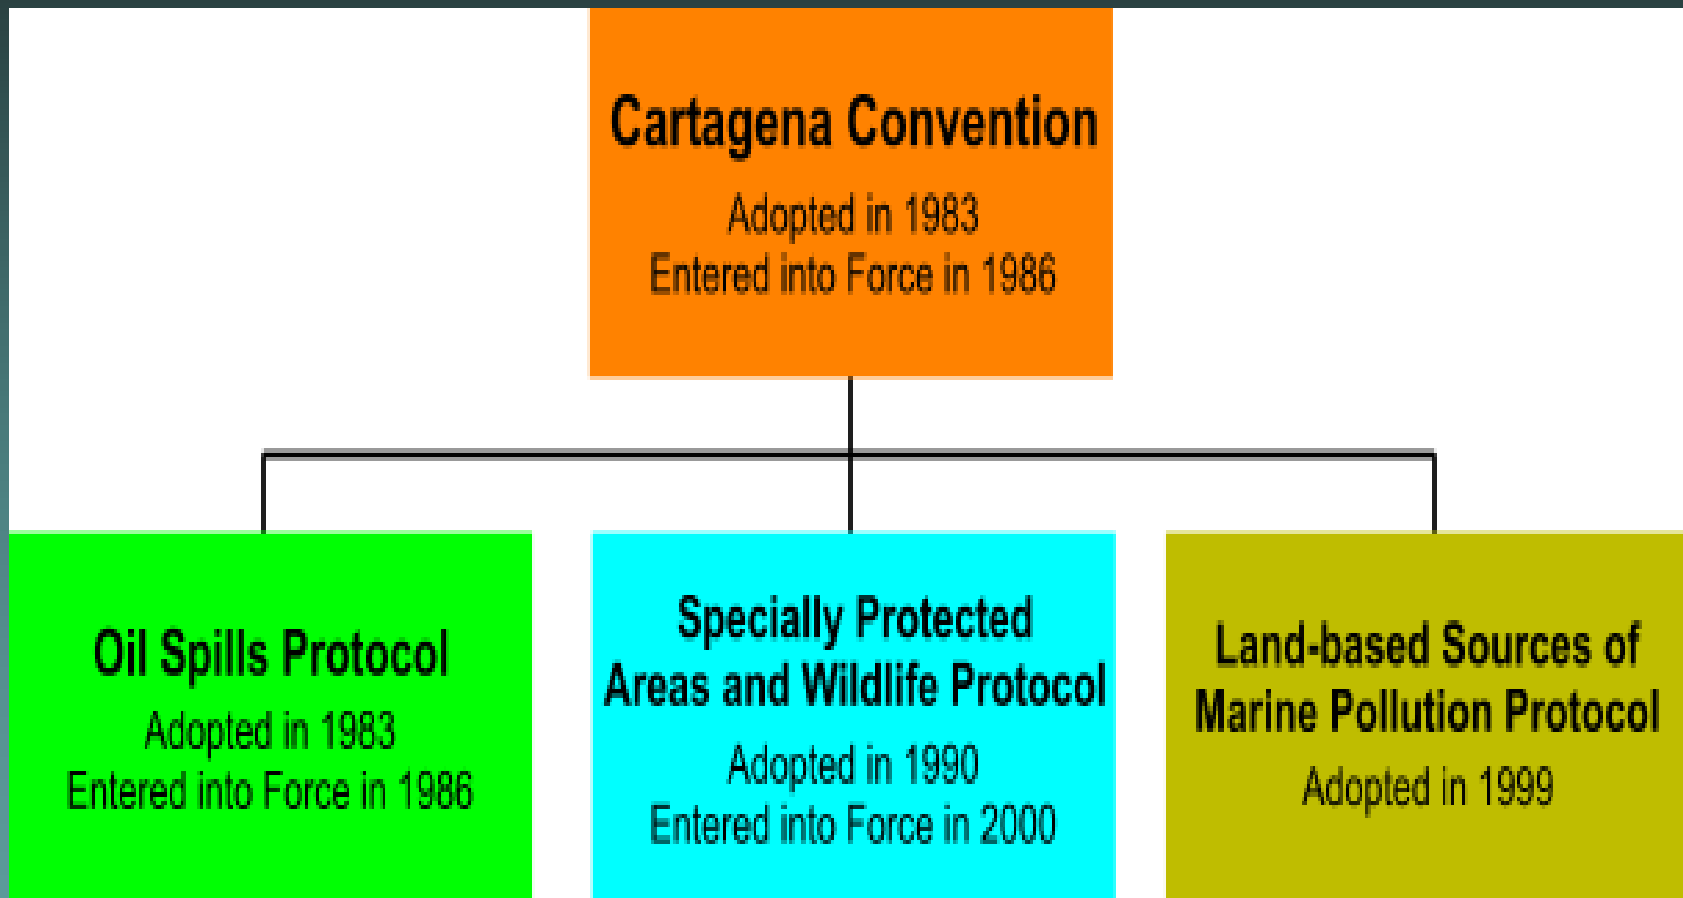 Cartagena Convention
Adopted in 1983
Entered into Force in 1986
Oil Spills Protocol
Adopted in 1983
Entered into Force in 1986
Specially Protected
Areas and Wildlife Protocol
Adopted in 1990
Entered into Force in 2000
Land-based Sources of
Marine Pollution Protocol
Adopted in 1999